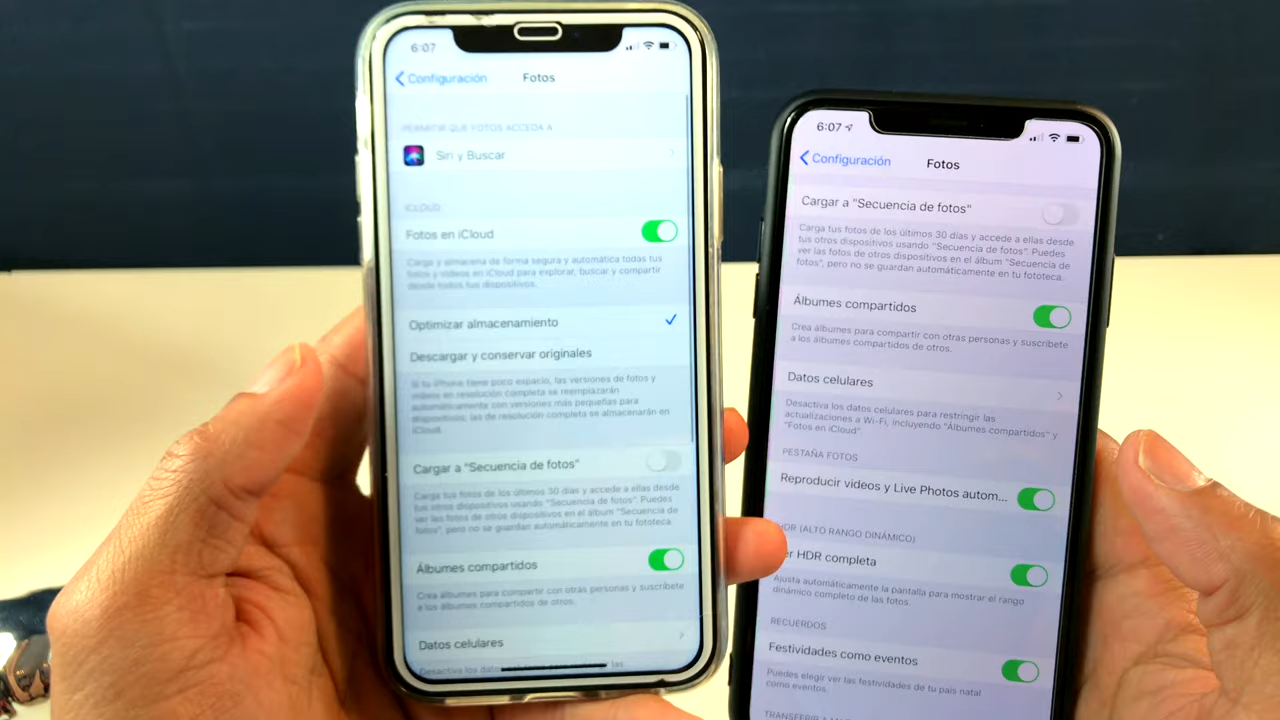 6:07
Configuración
Fotos
PERMITIR QUE FOTOS ACCEDA A
Siri y Buscar
ICLOUD
Fotos en iCloud
Carga y almacena de forma segura y automática todas tus
fotos y videos en iCloud para explorar, buscar y compartir
desde todos tus dispositivos.
Optimizar almacenamiento
Descargar y conservar originales
Si tu iPhone tiene poco espacio, las versiones de fotos y
videos en resolución completa se reemplazarán
automáticamente con versiones más pequeñas para
dispositivos; las de resolución completa se almacenarán en
iCloud.
Cargar a "Secuencia de fotos"
Carga tus fotos de los últimos 30 días y accede a ellas desde
tus otros dispositivos usando "Secuencia de fotos". Puedes
ver las fotos de otros dispositivos en el álbum "Secuencia de
fotos", pero no se guardan automáticamente en tu fototeca.
Álbumes compartidos
Crea álbumes para compartir con otras personas y suscríbete
a los álbumes compartidos de otros.
Datos celulares
Desactiva los datos celulares para restringir las
6:07
Configuración
Fotos
Cargar a "Secuencia de fotos"
Carga tus fotos de los últimos 30 días y accede a ellas desde
tus otros dispositivos usando "Secuencia de fotos". Puedes
ver las fotos de otros dispositivos en el álbum "Secuencia de
fotos", pero no se guardan automáticamente en tu fototeca.
Álbumes compartidos
Crea álbumes para compartir con otras personas y suscríbete
a los álbumes compartidos de otros.
Datos celulares
Desactiva los datos celulares para restringir las
actualizaciones a Wi-Fi, incluyendo "Álbumes compartidos" y
"Fotos en iCloud".
PESTAÑA FOTOS
Reproducir videos y Live Photos autom...
HDR (ALTO RANGO DINÁMICO)
er HDR completa
Ajusta automáticamente la pantalla para mostrar el rango
dinámico completo de las fotos.
RECUERDOS
Festividades como eventos
Puedes elegir ver las festividades de tu país natal
como eventos.
TRANSFERIR A